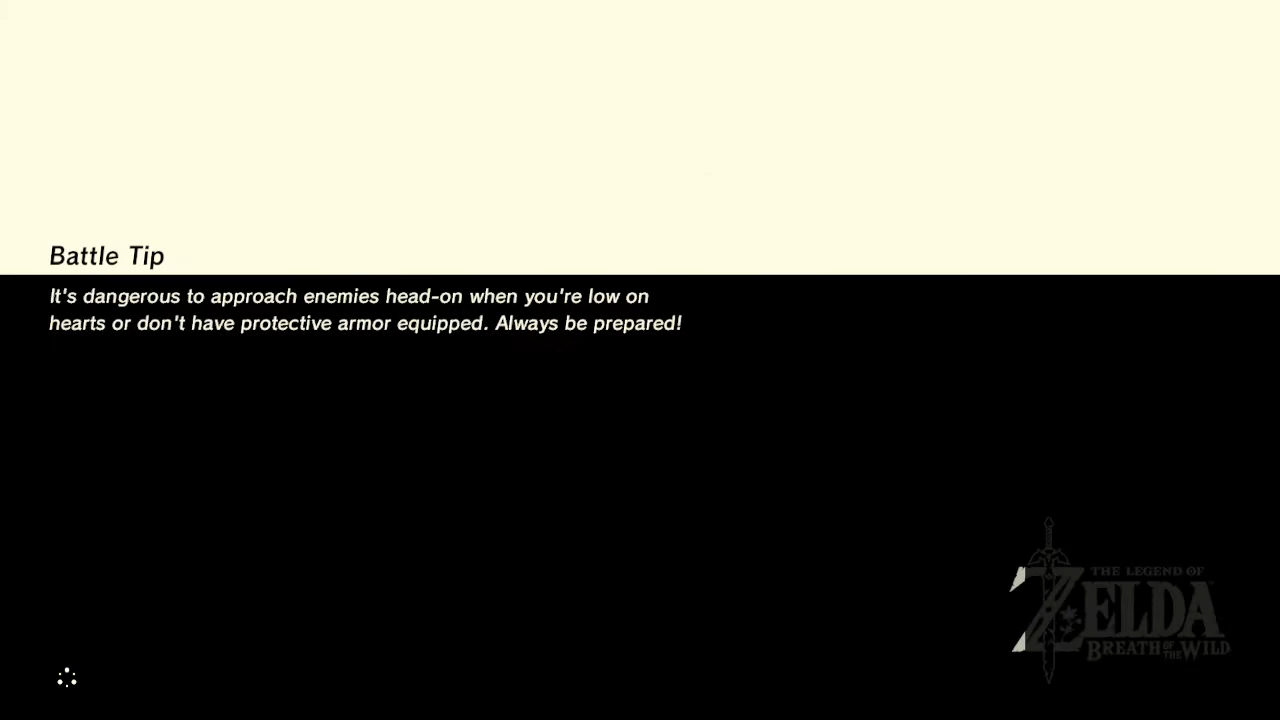 Battle Tip
It's dangerous to approach enemies head-on when you're low on
hearts or don't have protective armor equipped. Always be prepared!
THE LEGEND OF
ZELDA
BREATH OF THE WILD